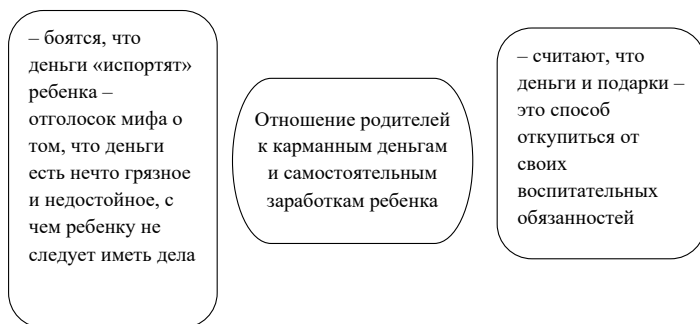 – боятся, что
деньги «испортят»
ребенка –
отголосок мифа о
том, что деньги
есть нечто грязное
и недостойное, с
чем ребенку не
следует иметь дела
Отношение родителей
к карманным деньгам
и самостоятельным
заработкам ребенка
– считают, что
деньги и подарки –
это способ
откупиться от
своих
воспитательных
обязанностей